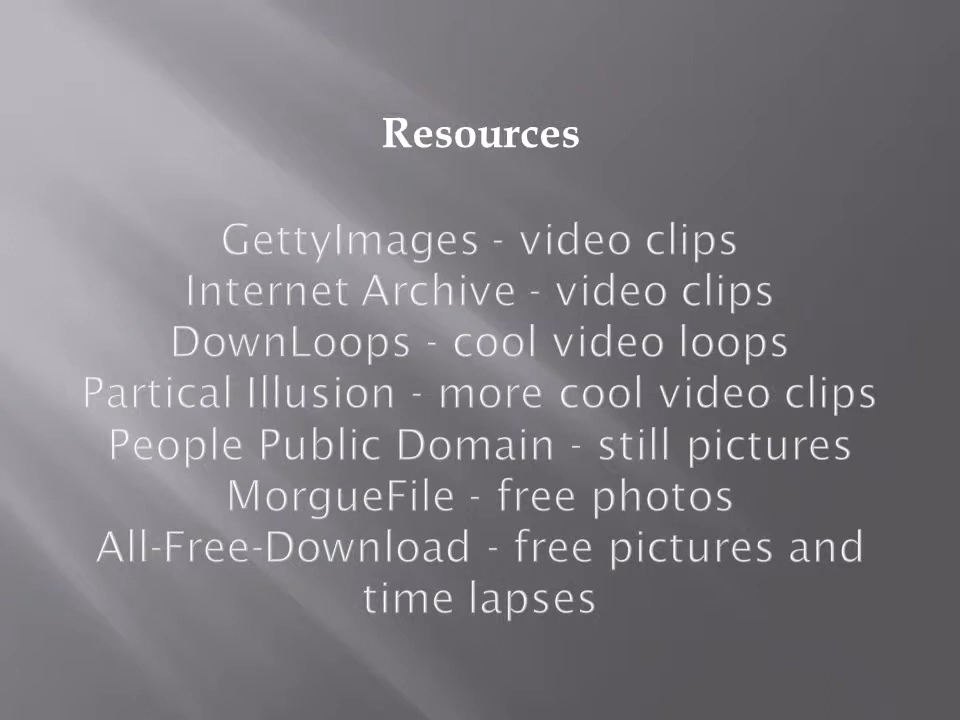 Resources
GettyImages - video clips
Internet Archive - video clips
DownLoops - cool video loops
Partical Illusion - more cool video clips
People Public Domain - still pictures
MorgueFile - free photos
All-Free-Download - free pictures and
time lapses